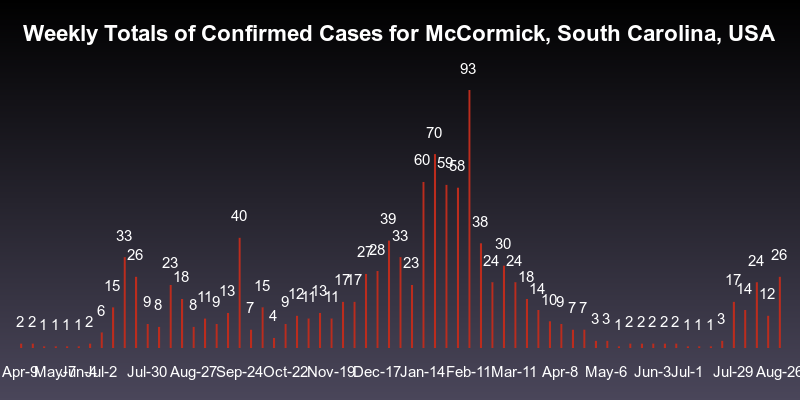 Weekly Totals of Confirmed Cases for McCormick, South Carolina, USA
93
70
60 59 58
40 39 38
33 26 23 18 27 28 33 23 24 30 24 18 14
2 2 1 1 1 1 2 6 15 9 8 8 11 9 13 7 15 4 9 12 11 13 11 17 17 10 9 7 7 3 3 1 2 2 2 2 2 1 1 1 3 17 14 24 12 26
Apr-9 May-7 Jun-4 Jul-2 Jul-30 Aug-27 Sep-24 Oct-22 Nov-19 Dec-17 Jan-14 Feb-11 Mar-11 Apr-8 May-6 Jun-3 Jul-1 Jul-29 Aug-26